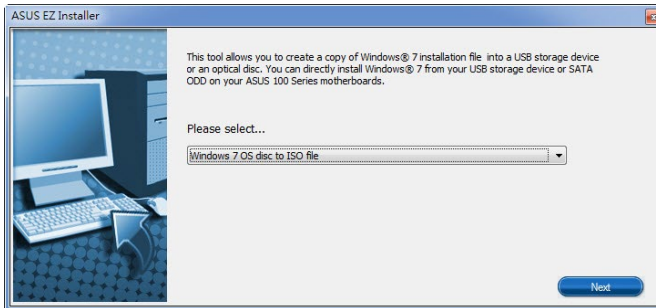 ASUS EZ Installer
This tool allows you to create a copy of Windows® 7 installation file into a USB storage device
or an optical disc. You can directly install Windows® 7 from your USB storage device or SATA
ODD on your ASUS 100 Series motherboards.
Please select...
Windows 7 OS disc to ISO file
Next